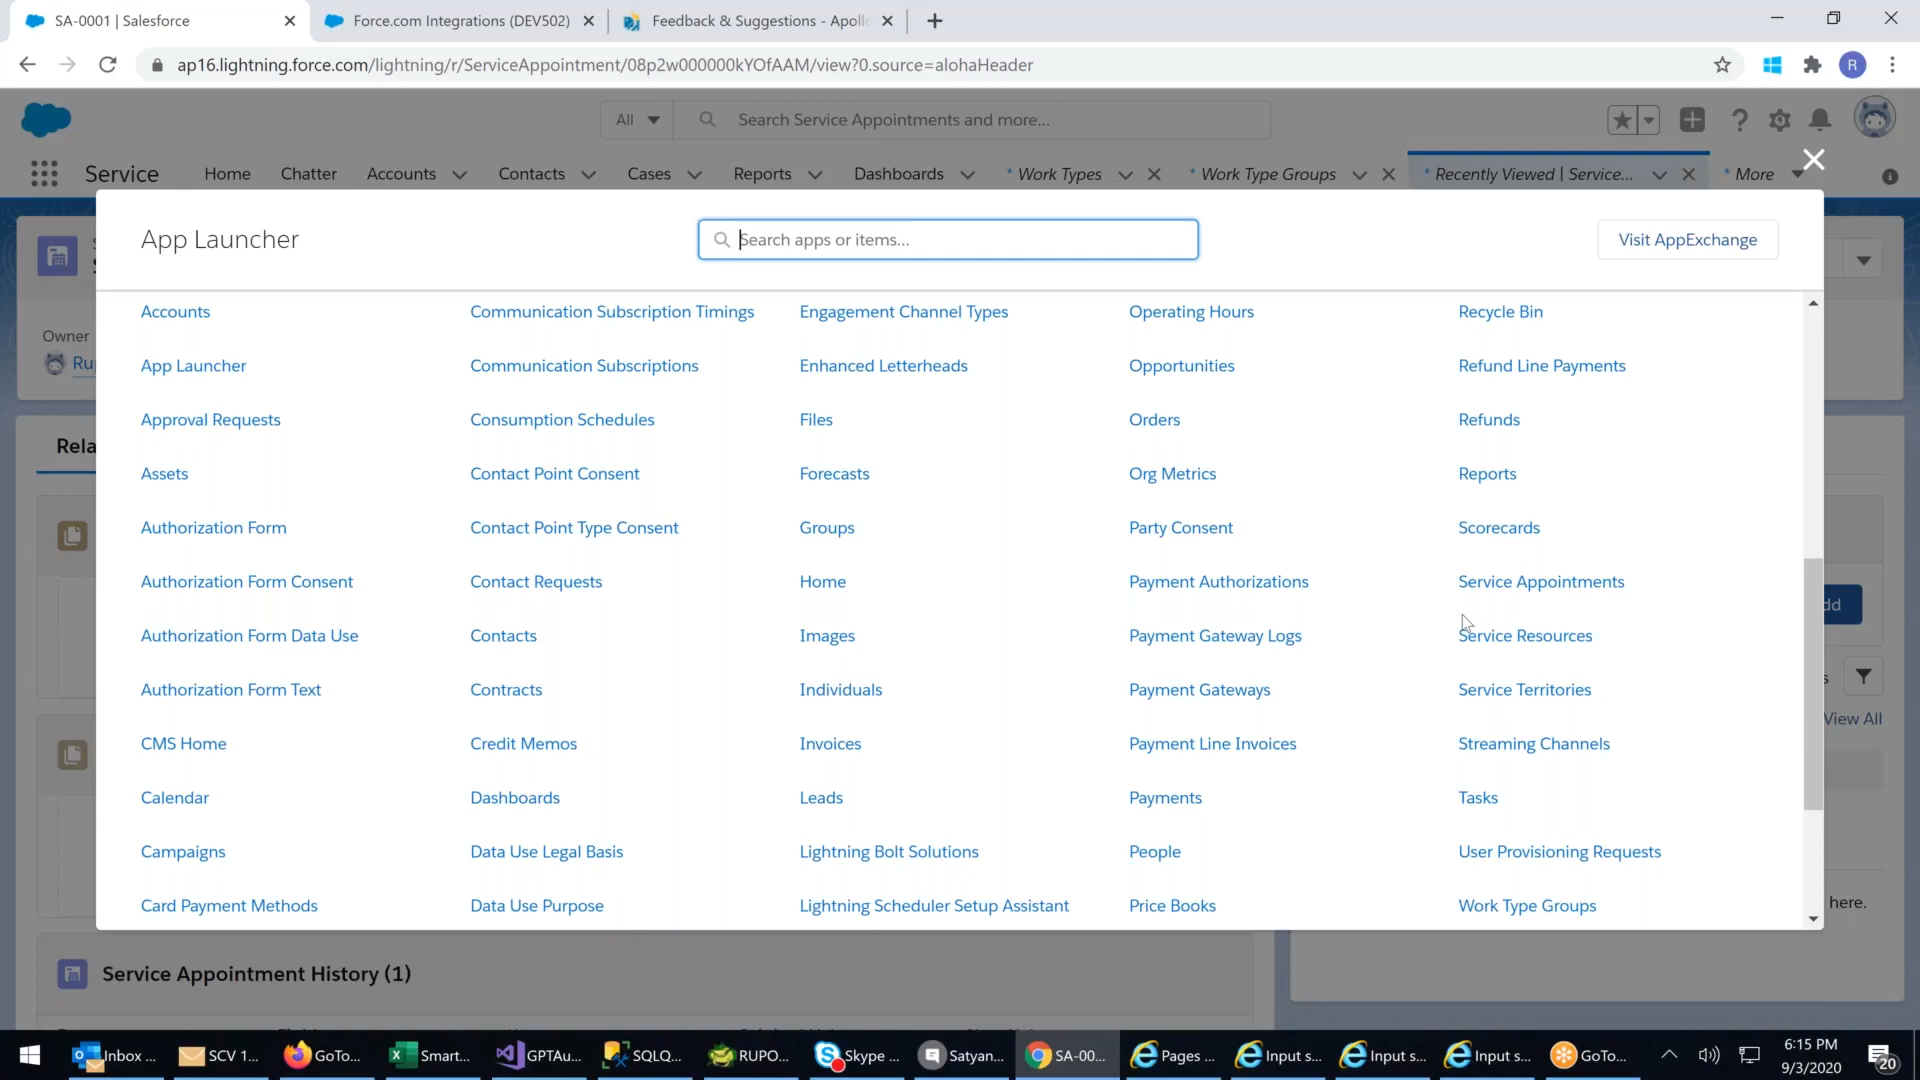 SA-0001 | Salesforce
Force.com Integrations (DEV502)
Feedback & Suggestions - Apoll
ap16.lightning.force.com/lightning/r/ServiceAppointment/08p2w000000kYOfAAM/view?0.source=alohaHeader
R
All
Search Service Appointments and more...
Service
Home
Chatter
Accounts
Contacts
Cases
Reports
Dashboards
* Work Types
* Work Type Groups
* Recently Viewed | Service...
* More
App Launcher
Search apps or items...
Visit AppExchange
Owner
Ru
Rela
Accounts
Communication Subscription Timings
Engagement Channel Types
Operating Hours
Recycle Bin
App Launcher
Communication Subscriptions
Enhanced Letterheads
Opportunities
Refund Line Payments
Approval Requests
Consumption Schedules
Files
Orders
Refunds
Assets
Contact Point Consent
Forecasts
Org Metrics
Reports
Authorization Form
Contact Point Type Consent
Groups
Party Consent
Scorecards
Authorization Form Consent
Contact Requests
Home
Payment Authorizations
Service Appointments
dd
Authorization Form Data Use
Contacts
Images
Payment Gateway Logs
Service Resources
Authorization Form Text
Contracts
Individuals
Payment Gateways
Service Territories
s
View All
CMS Home
Credit Memos
Invoices
Payment Line Invoices
Streaming Channels
Calendar
Dashboards
Leads
Payments
Tasks
Campaigns
Data Use Legal Basis
Lightning Bolt Solutions
People
User Provisioning Requests
Card Payment Methods
Data Use Purpose
Lightning Scheduler Setup Assistant
Price Books
Work Type Groups
here.
Service Appointment History (1)
Inbox ...
SCV 1...
GoTo...
Smart...
GPTAu...
SQLQ...
RUPO...
Skype ...
Satyan...
SA-00...
Pages ...
Input s...
Input s...
Input s...
GoTo...
6:15 PM
9/3/2020
20